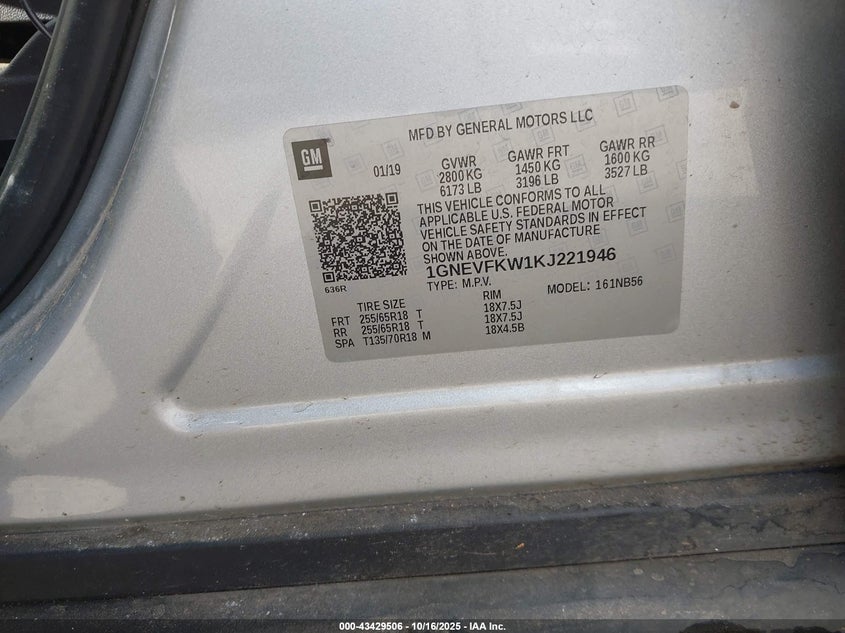 MFD BY GENERAL MOTORS LLC
GM
01/19
GVWR GAWR FRT GAWR RR
2800 KG 1450 KG 1600 KG
6173 LB 3196 LB 3527 LB
THIS VEHICLE CONFORMS TO ALL
APPLICABLE U.S. FEDERAL MOTOR
VEHICLE SAFETY STANDARDS IN EFFECT
ON THE DATE OF MANUFACTURE
SHOWN ABOVE.
1GNEVFKW1KJ221946
636R
TYPE: M.P.V. MODEL: 161NB56
TIRE SIZE RIM
FRT 255/65R18 T 18X7.5J
RR 255/65R18 T 18X7.5J
SPA T135/70R18 M 18X4.5B
000-43429506 - 10/16/2025 - IAA Inc.